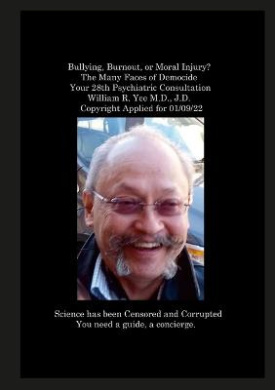 Bullying, Burnout, or Moral Injury?
The Many Faces of Democide
Your 28th Psychiatric Consultation
William R. Yee M.D., J.D.
Copyright Applied for 01/09/22
Science has been Censored and Corrupted
You need a guide, a concierge.